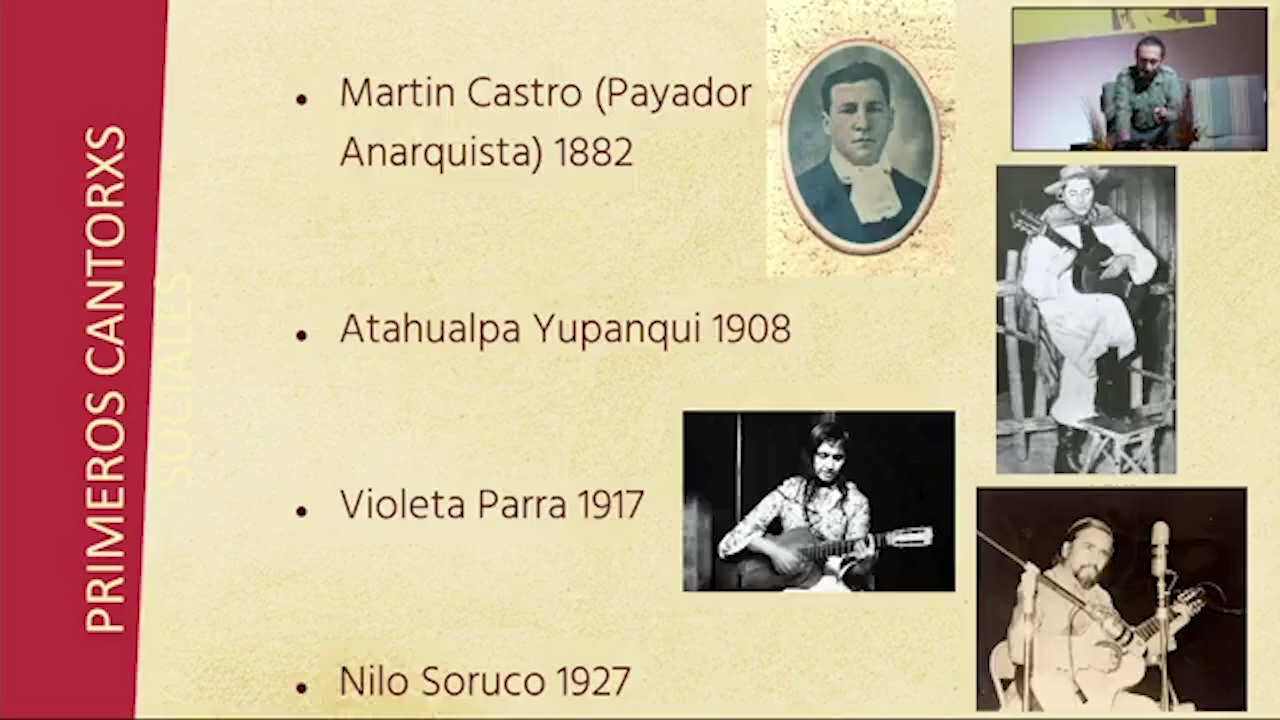 PRIMEROS CANTORXS
SOCIALES
• Martin Castro (Payador
Anarquista) 1882
• Atahualpa Yupanqui 1908
• Violeta Parra 1917
• Nilo Soruco 1927